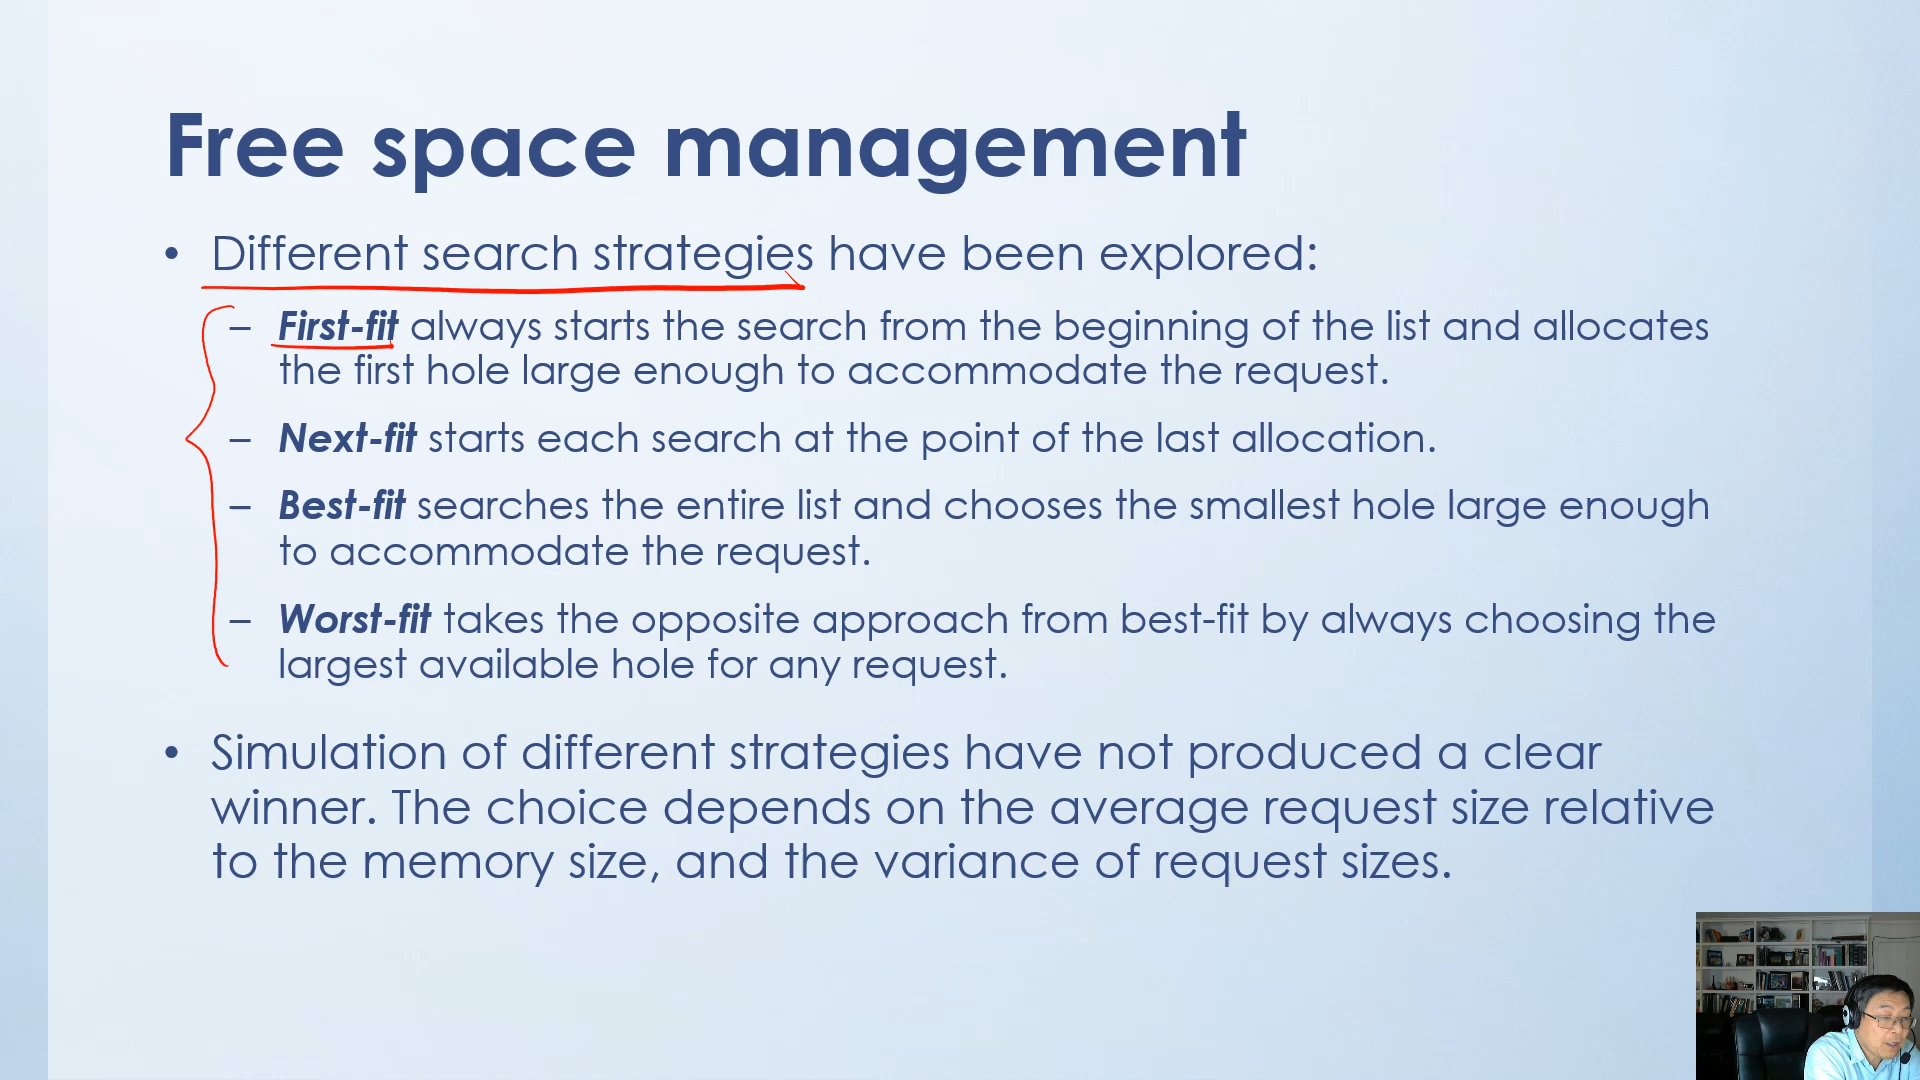 Free space management
• Different search strategies have been explored:
– First-fit always starts the search from the beginning of the list and allocates
the first hole large enough to accommodate the request.
– Next-fit starts each search at the point of the last allocation.
– Best-fit searches the entire list and chooses the smallest hole large enough
to accommodate the request.
– Worst-fit takes the opposite approach from best-fit by always choosing the
largest available hole for any request.
• Simulation of different strategies have not produced a clear
winner. The choice depends on the average request size relative
to the memory size, and the variance of request sizes.